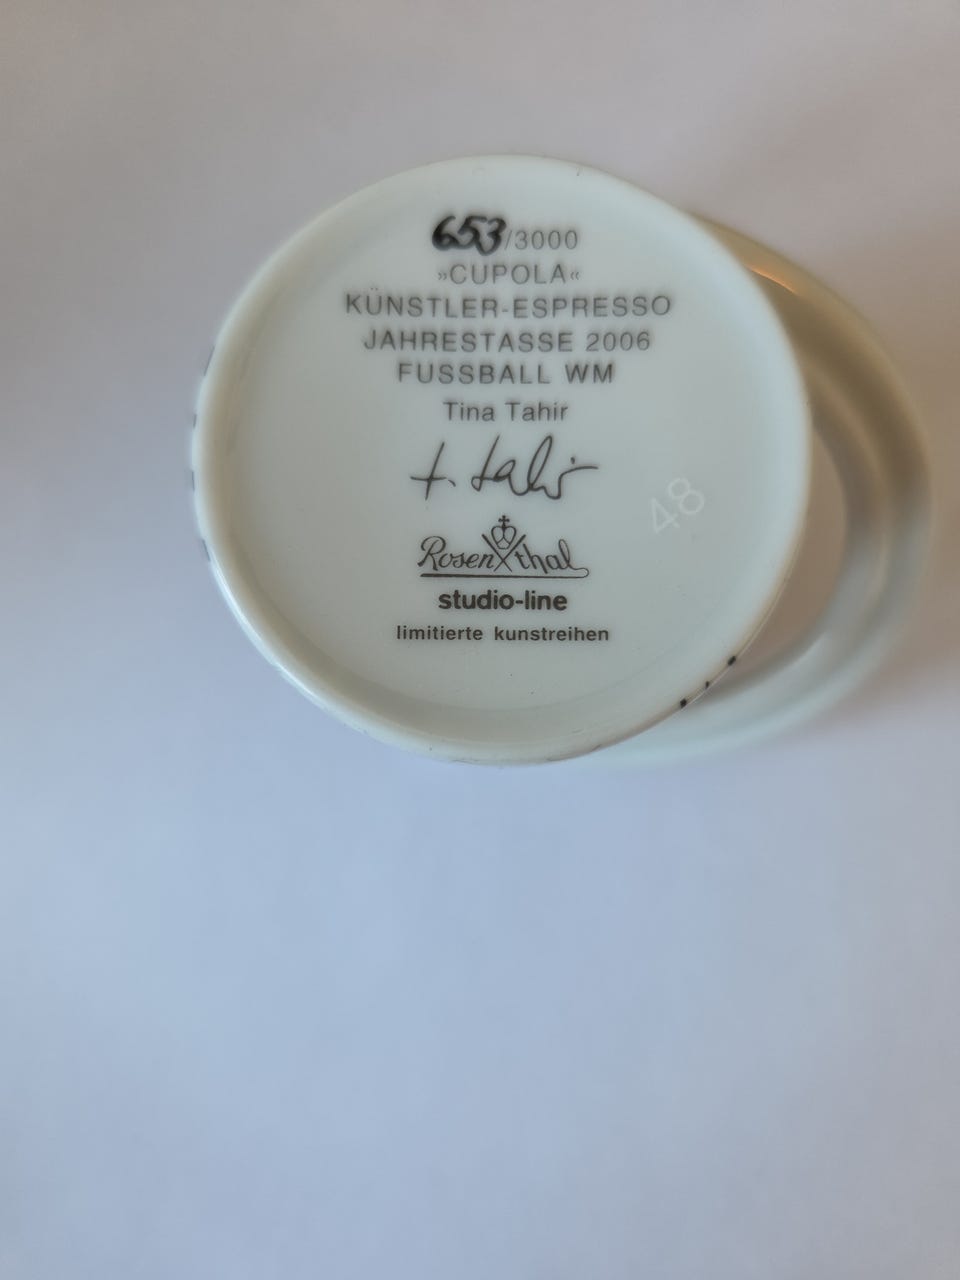 653/3000
»CUPOLA«
KÜNSTLER-ESPRESSO
JAHRESTASSE 2006
FUSSBALL WM
Tina Tahir
t. tahir
Rosenthal
studio-line
limitierte kunstreihen
48